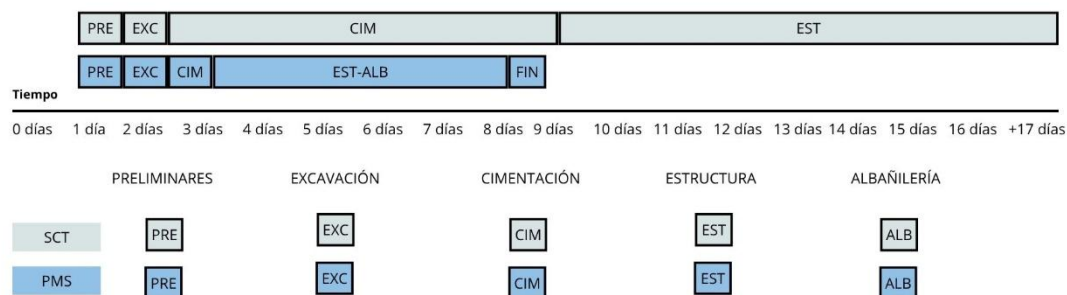 PRE EXC CIM EST
PRE EXC CIM EST-ALB FIN
Tiempo
0 días 1 día 2 días 3 días 4 días 5 días 6 días 7 días 8 días 9 días 10 días 11 días 12 días 13 días 14 días 15 días 16 días +17 días
PRELIMINARES EXCAVACIÓN CIMENTACIÓN ESTRUCTURA ALBAÑILERÍA
SCT PRE EXC CIM EST ALB
PMS PRE EXC CIM EST ALB